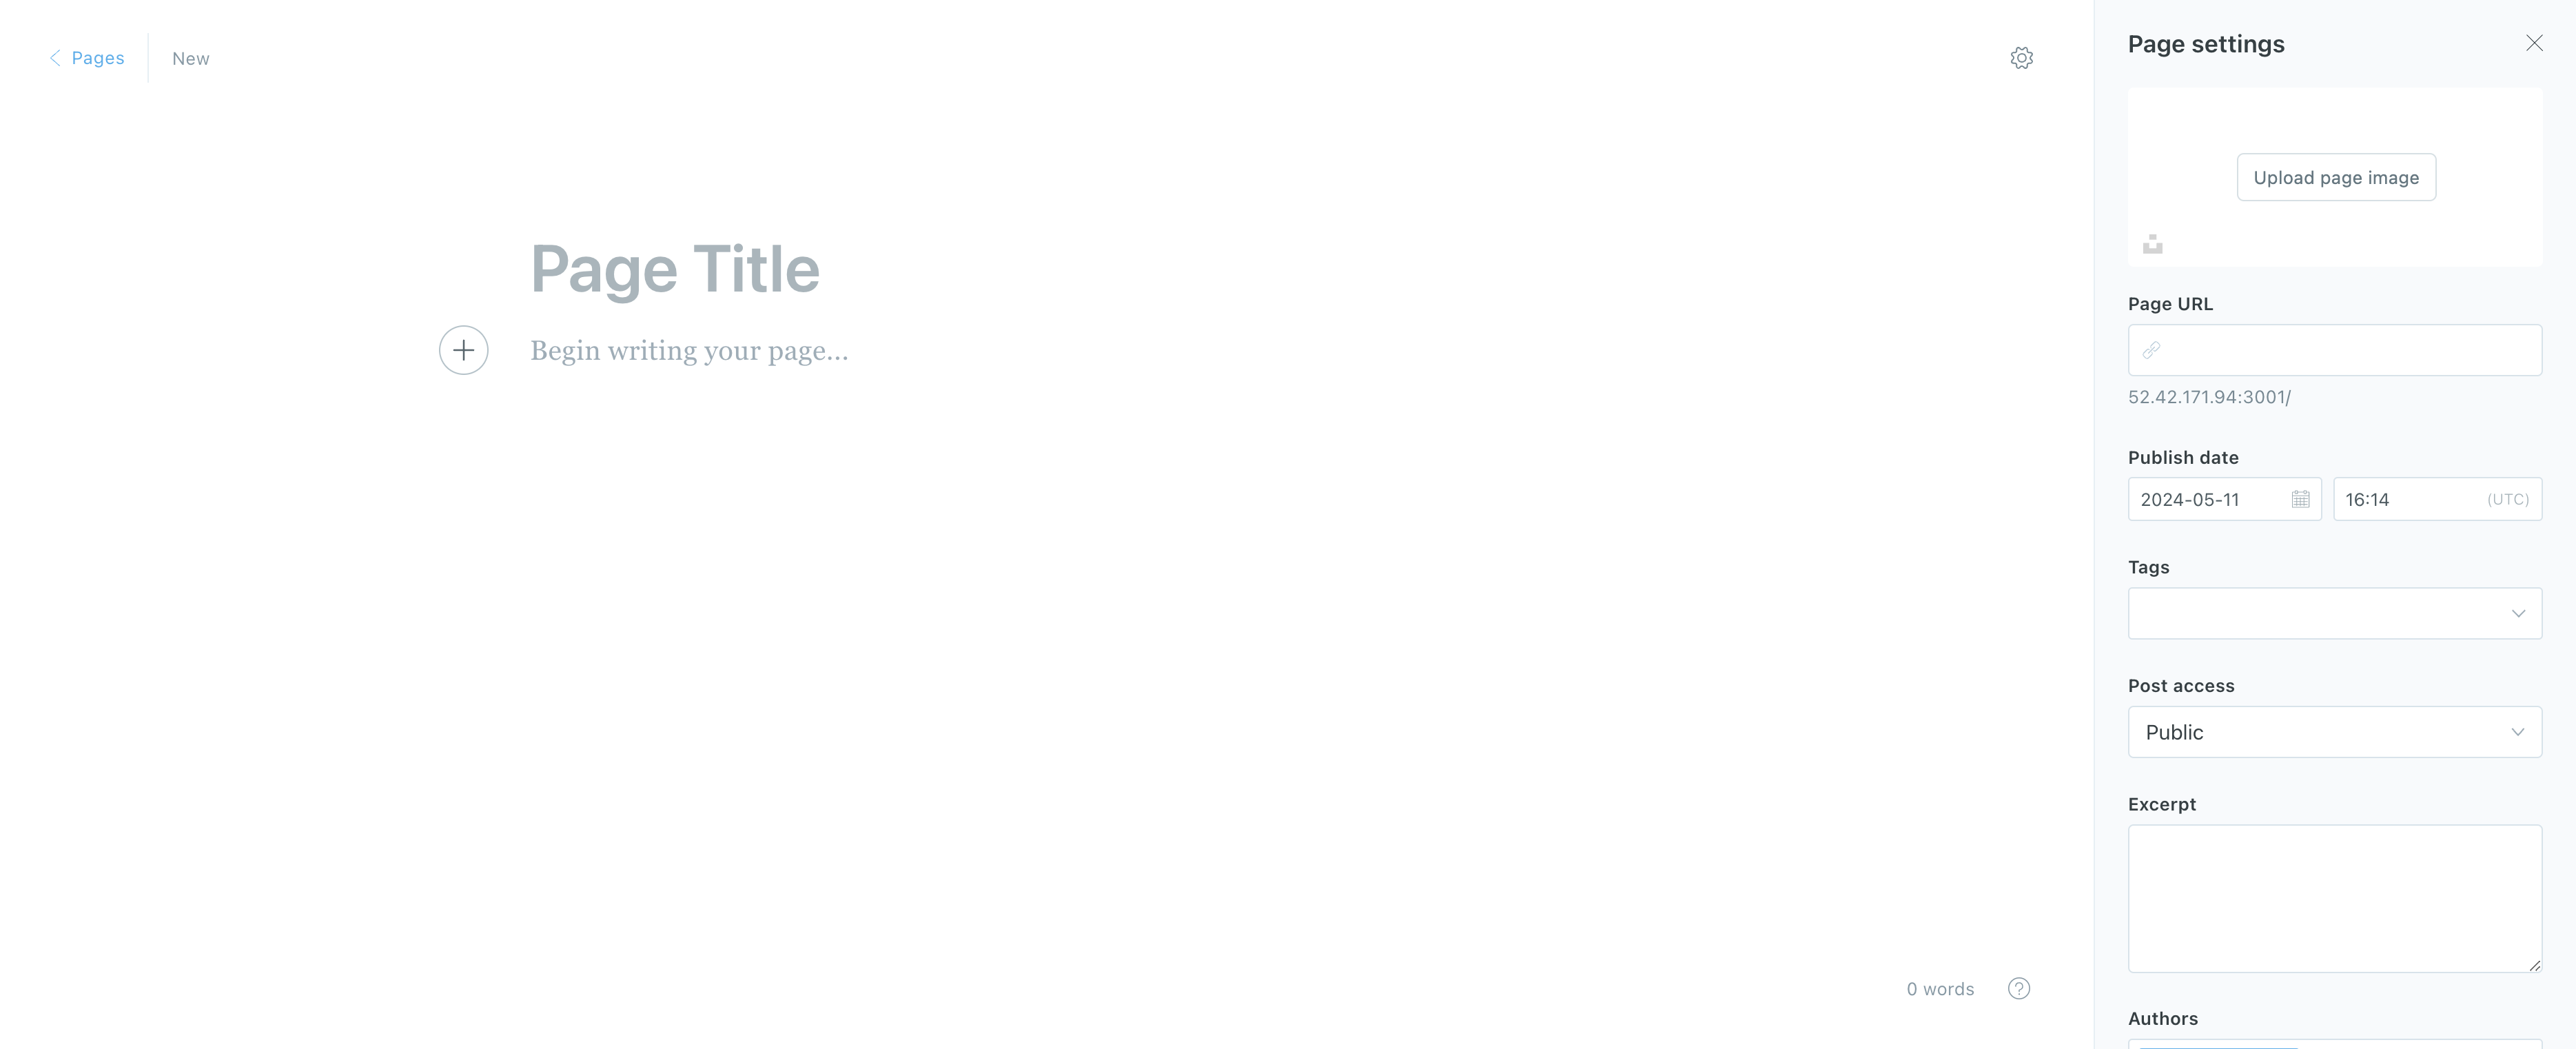 Pages
New
Page Title
Begin writing your page...
0 words
Page settings
Upload page image
Page URL
52.42.171.94:3001/
Publish date
2024-05-11
16:14 (UTC)
Tags
Post access
Public
Excerpt
Authors